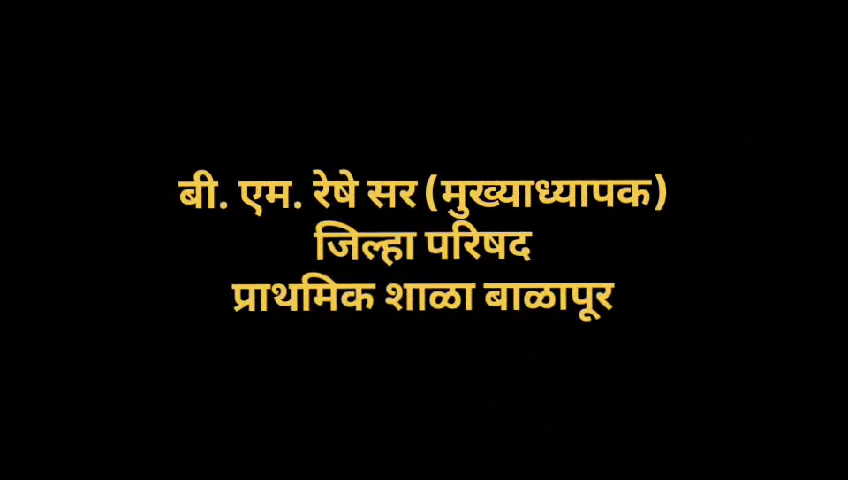 बी. एम. रेषे सर (मुख्याध्यापक)
जिल्हा परिषद
प्राथमिक शाळा बाळापूर